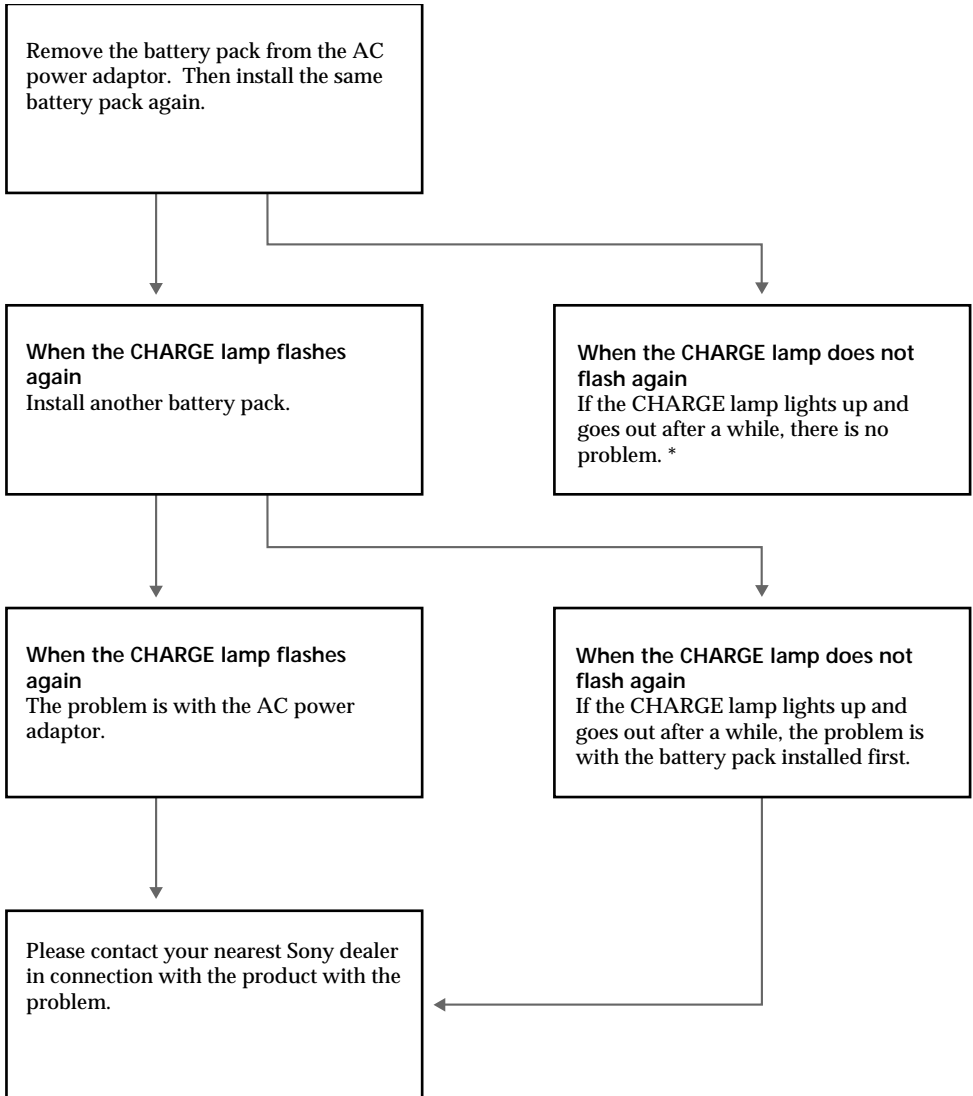 Remove the battery pack from the AC
power adaptor.  Then install the same
battery pack again.
When the CHARGE lamp flashes
again
Install another battery pack.
When the CHARGE lamp does not
flash again
If the CHARGE lamp lights up and
goes out after a while, there is no
problem. *
When the CHARGE lamp flashes
again
The problem is with the AC power
adaptor.
When the CHARGE lamp does not
flash again
If the CHARGE lamp lights up and
goes out after a while, the problem is
with the battery pack installed first.
Please contact your nearest Sony dealer
in connection with the product with the
problem.